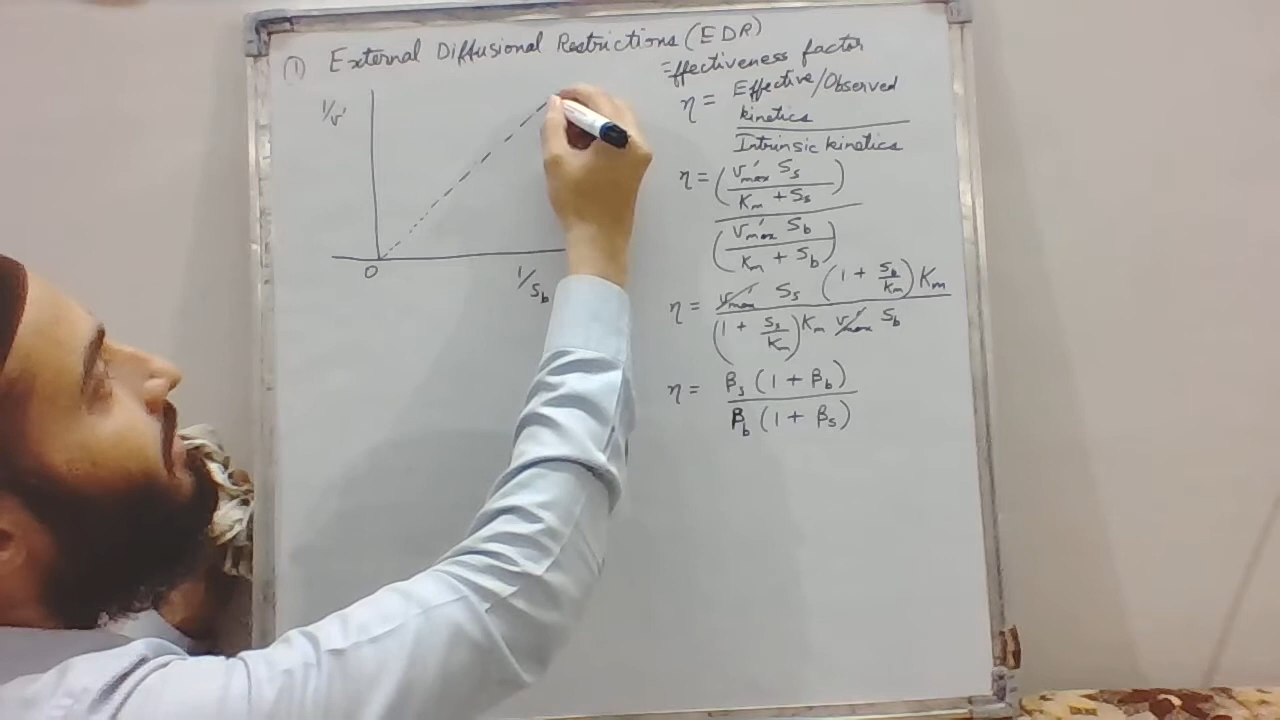 (1) External Diffusional Restrictions (EDR)
=ffectiveness factor
η = Effective/Observed
kinetics
Intrinsic kinetics
1/v'
η = (v'max Ss / Km + Ss)
(v'max Sb / Km + Sb)
0
1/Sb
η = v'max Ss (1 + Sb/Km) Km
(1 + Ss/Km) Km v'max Sb
η = βs (1 + βb)
βb (1 + βs)